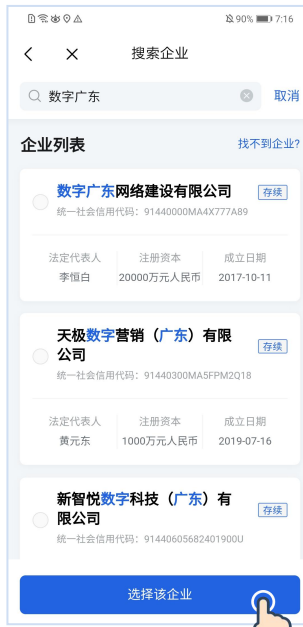 90% 7:16
搜索企业
数字广东 取消
企业列表 找不到企业?
数字广东网络建设有限公司 存续
统一社会信用代码：91440000MA4X777A89
法定代表人 注册资本 成立日期
李恒白 20000万元人民币 2017-10-11
天极数字营销（广东）有限
公司 存续
统一社会信用代码：91440300MA5FPM2Q18
法定代表人 注册资本 成立日期
黄元东 1000万元人民币 2019-07-16
新智悦数字科技（广东）有
限公司 存续
统一社会信用代码：91440605682401900U
选择该企业